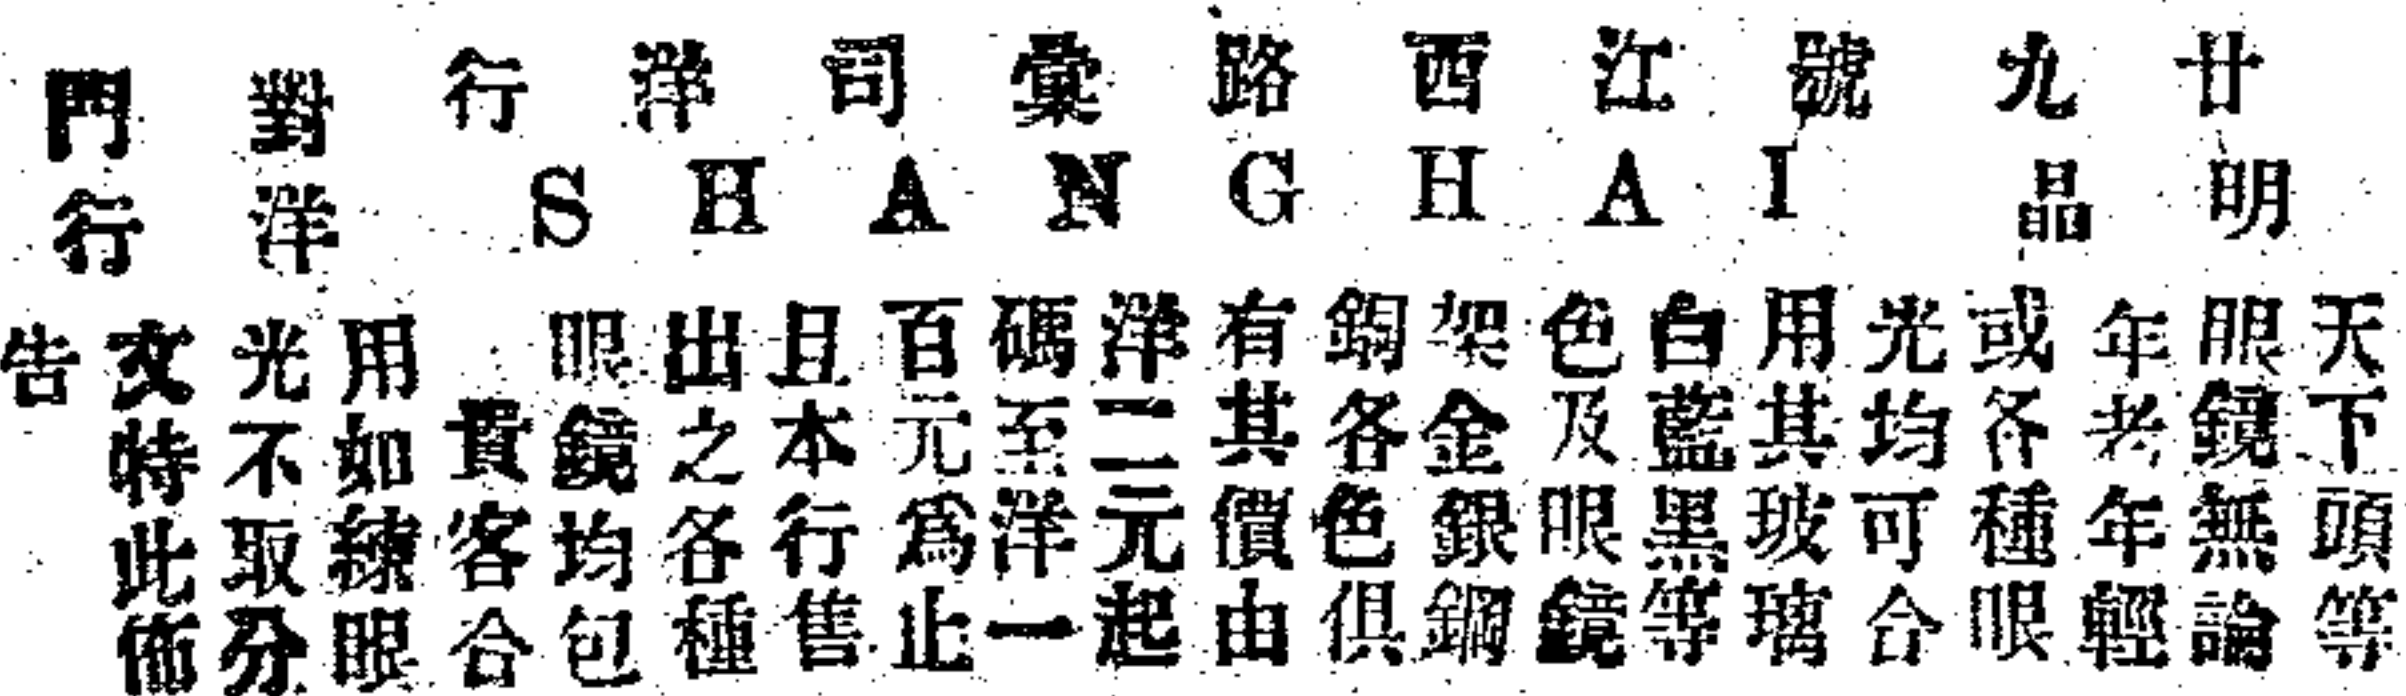 廿九號江西路彙司洋行對門
明晶
SHANGHAI
洋行
天下頭等
眼鏡無論
年老年輕
或各種眼
光均可合
用其玻璃
白藍黑等
色及眼鏡
架金銀鋼
銅各色俱
有其價由
洋二元起
碼至洋一
百元為止
且本行售
出之各種
眼鏡均包
貴客合
用如練眼
光不取分
文特此佈
告